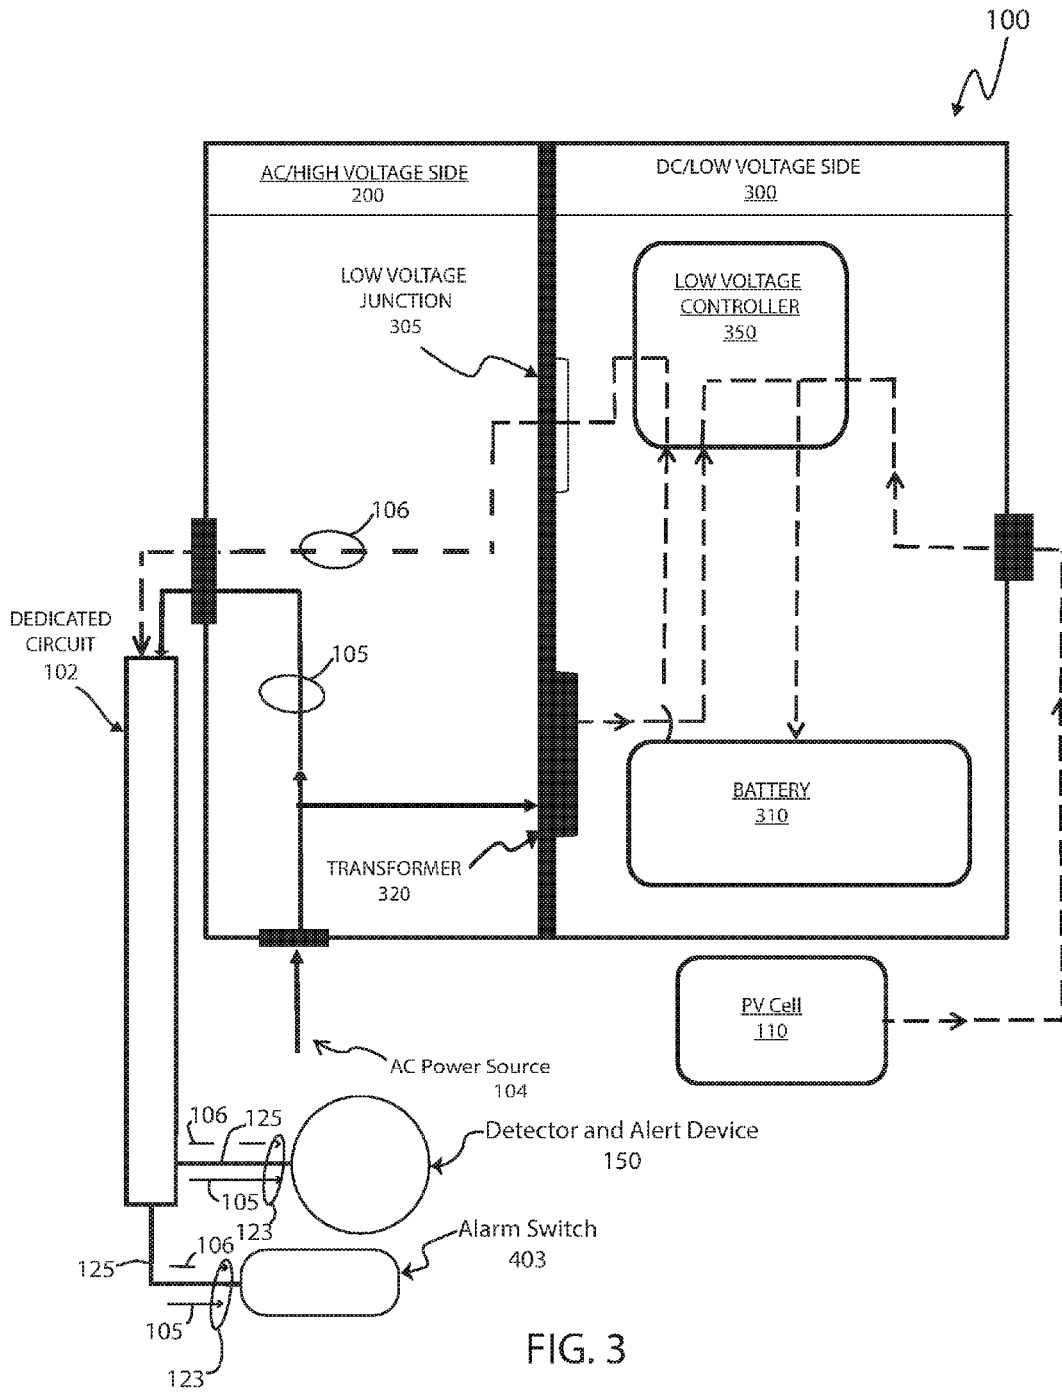 100
AC/HIGH VOLTAGE SIDE
200
DC/LOW VOLTAGE SIDE
300
LOW VOLTAGE
JUNCTION
305
LOW VOLTAGE
CONTROLLER
350
106
DEDICATED
CIRCUIT
102
105
BATTERY
310
TRANSFORMER
320
PV Cell
110
AC Power Source
104
106
125
Detector and Alert Device
150
105
123
106
Alarm Switch
403
125
105
123
FIG. 3